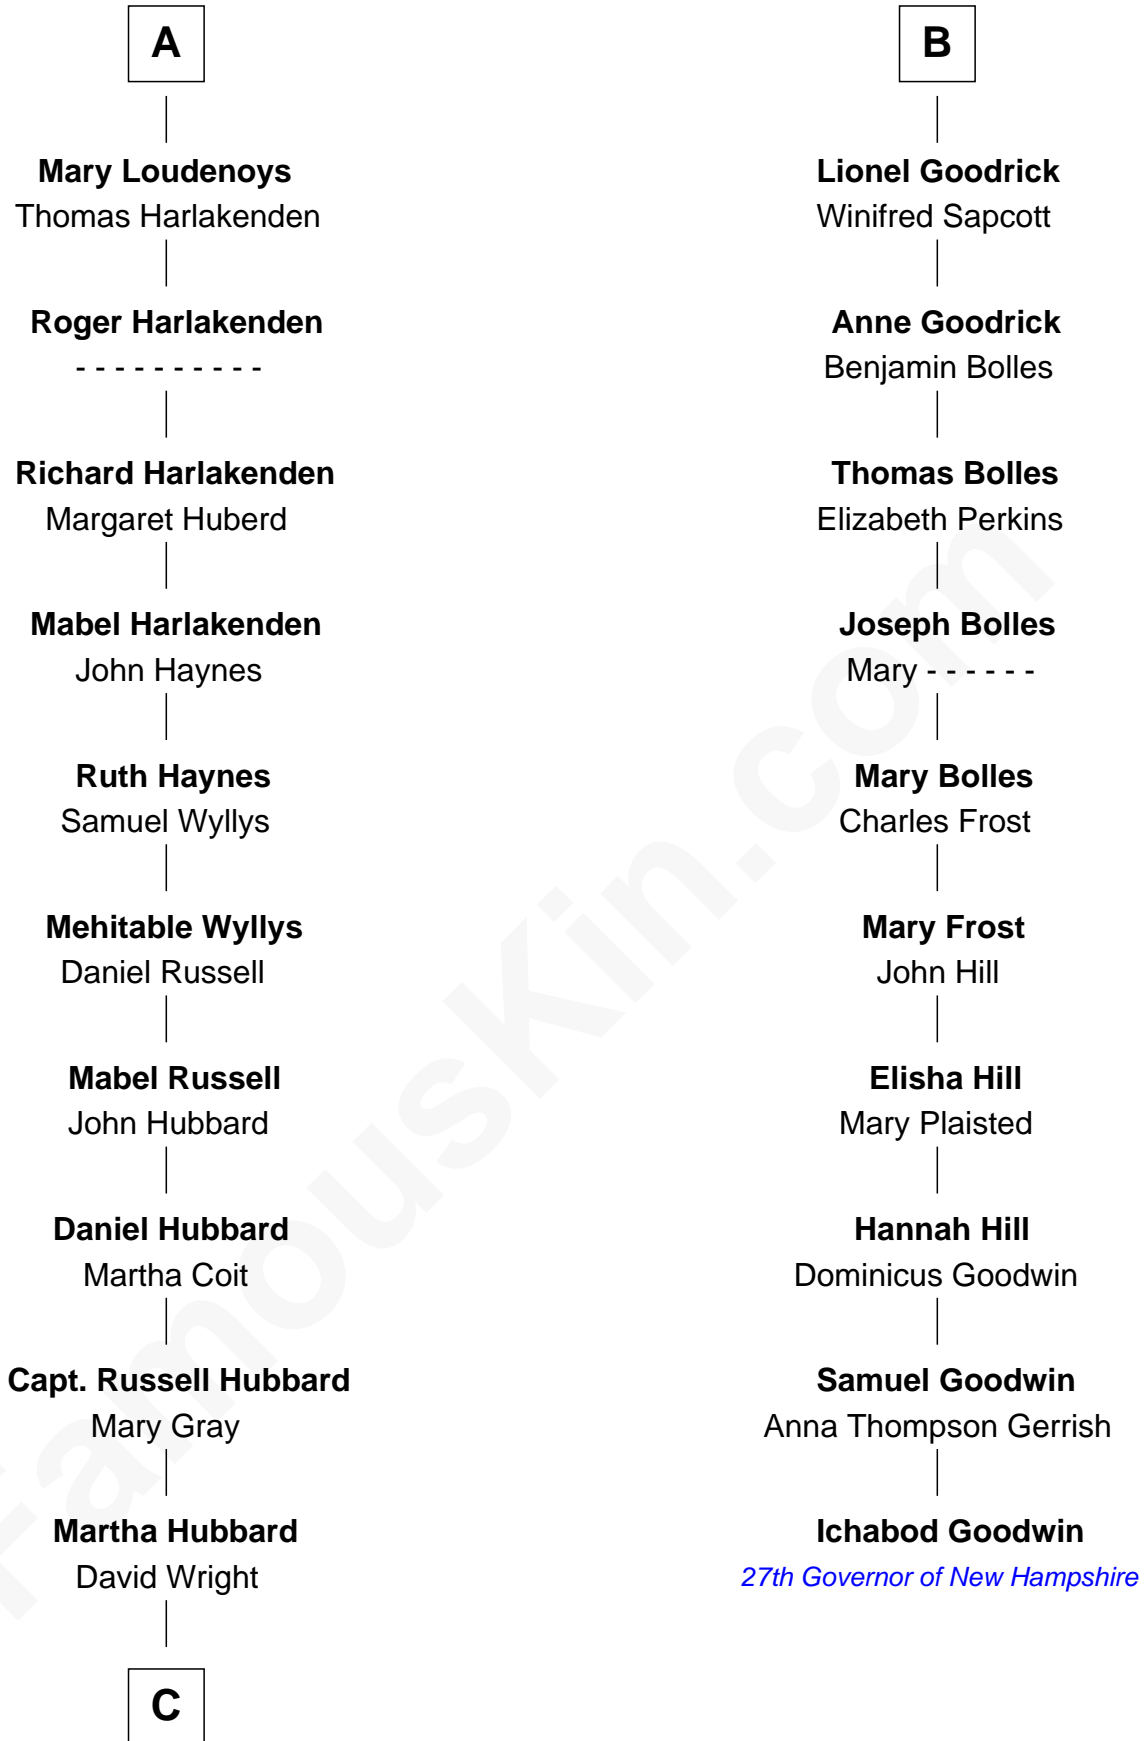 A
Mary Loudenoys
Thomas Harlakenden
Roger Harlakenden
- - - - - - - - - -
Richard Harlakenden
Margaret Huberd
Mabel Harlakenden
John Haynes
Ruth Haynes
Samuel Wyllys
Mehitable Wyllys
Daniel Russell
Mabel Russell
John Hubbard
Daniel Hubbard
Martha Coit
Capt. Russell Hubbard
Mary Gray
Martha Hubbard
David Wright
C
B
Lionel Goodrick
Winifred Sapcott
Anne Goodrick
Benjamin Bolles
Thomas Bolles
Elizabeth Perkins
Joseph Bolles
Mary - - - - - -
Mary Bolles
Charles Frost
Mary Frost
John Hill
Elisha Hill
Mary Plaisted
Hannah Hill
Dominicus Goodwin
Samuel Goodwin
Anna Thompson Gerrish
Ichabod Goodwin
27th Governor of New Hampshire
FamousKin.com